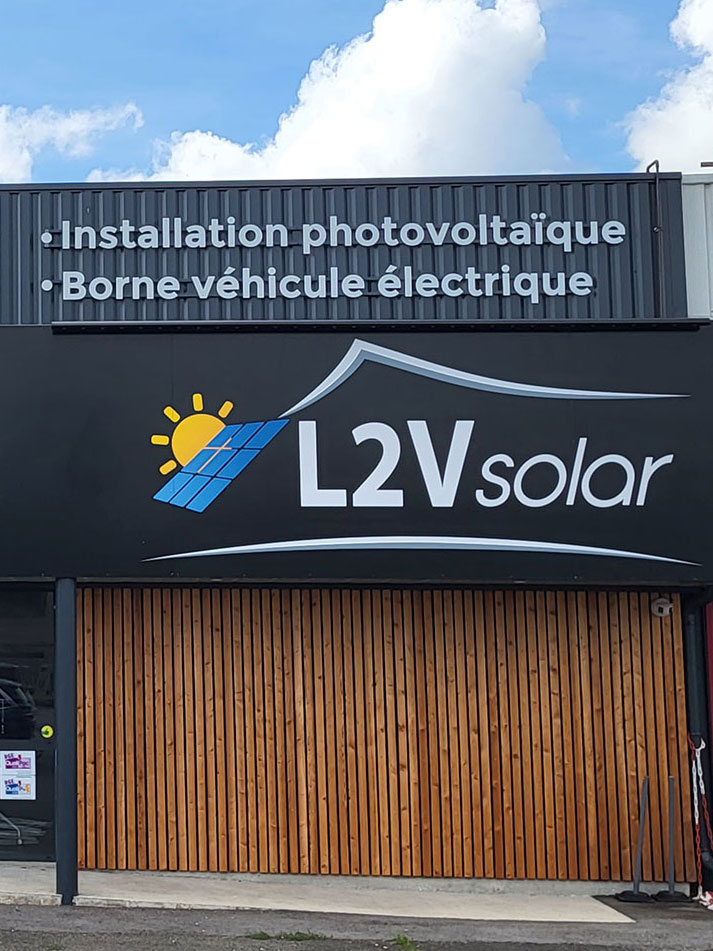 • Installation photovoltaïque
• Borne véhicule électrique
L2V solar